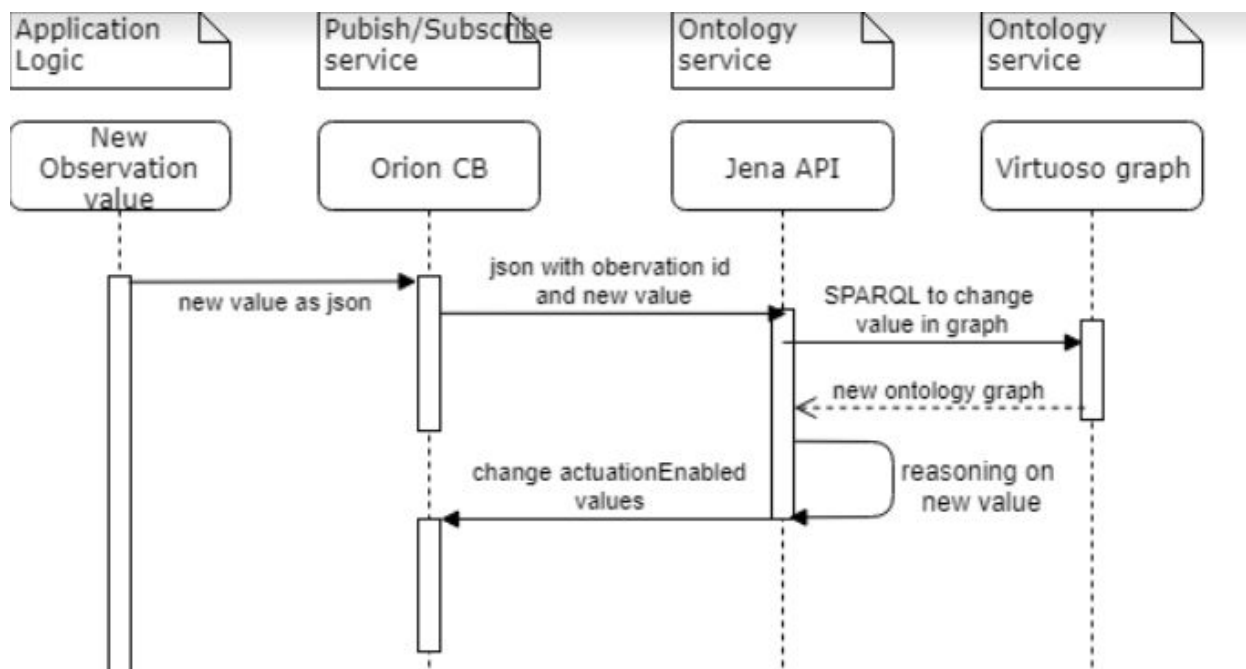 Application
Logic
Pubish/Subscribe
service
Ontology
service
Ontology
service
New
Observation
value
Orion CB
Jena API
Virtuoso graph
new value as json
json with obervation id
and new value
SPARQL to change
value in graph
new ontology graph
reasoning on
new value
change actuationEnabled
values